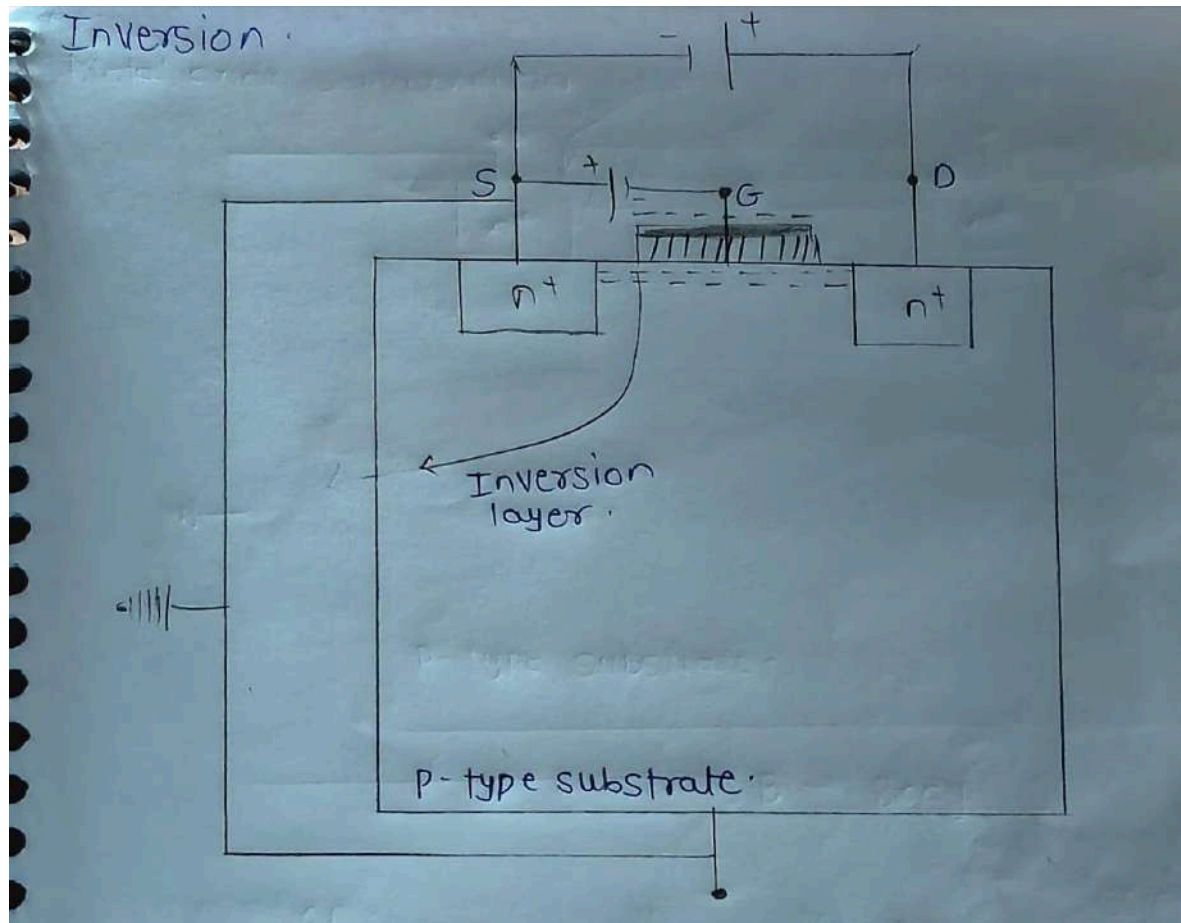 Inversion.
- +
S + G D
n+ n+
Inversion
layer.
P-type substrate.